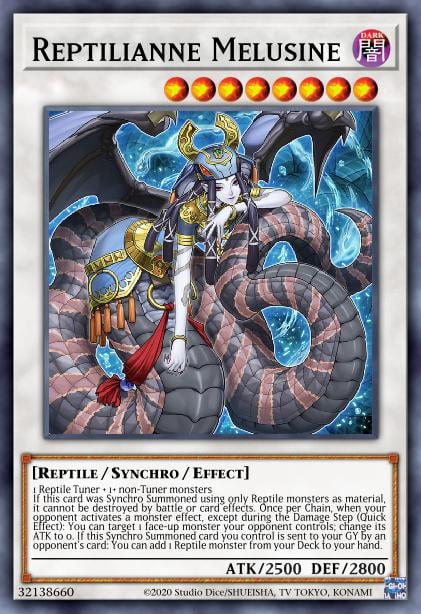 REPTILIANNE MELUSINE
DARK
闇
[REPTILE / SYNCHRO / EFFECT]
1 Reptile Tuner + 1+ non-Tuner monsters
If this card was Synchro Summoned using only Reptile monsters as material,
it cannot be destroyed by battle or card effects. Once per Chain, when your
opponent activates a monster effect, except during the Damage Step (Quick
Effect): You can target 1 face-up monster your opponent controls; change its
ATK to 0. If this Synchro Summoned card you control is sent to your GY by an
opponent's card: You can add 1 Reptile monster from your Deck to your hand.
ATK/2500 DEF/2800
32138660
©2020 Studio Dice/SHUEISHA, TV TOKYO, KONAMI